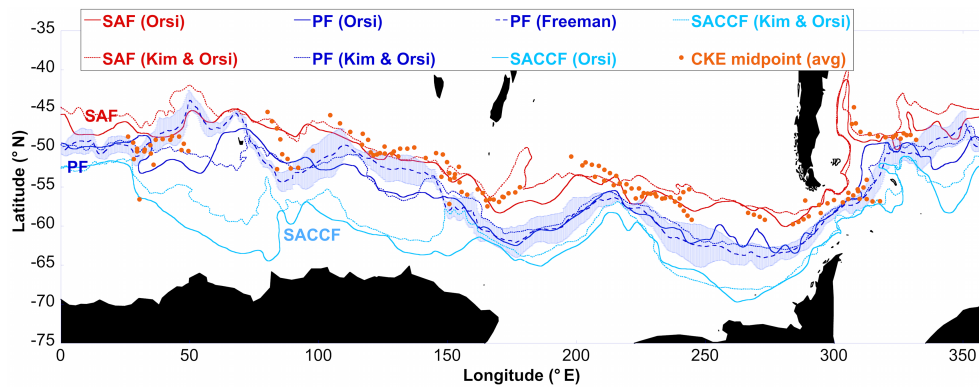 SAF (Orsi) PF (Orsi) PF (Freeman) SACCF (Kim & Orsi)
SAF (Kim & Orsi) PF (Kim & Orsi) SACCF (Orsi) CKE midpoint (avg)
-35
-40
-45
-50
-55
-60
-65
-70
-75
Latitude (° N)
SAF
PF
SACCF
0 50 100 150 200 250 300 350
Longitude (° E)